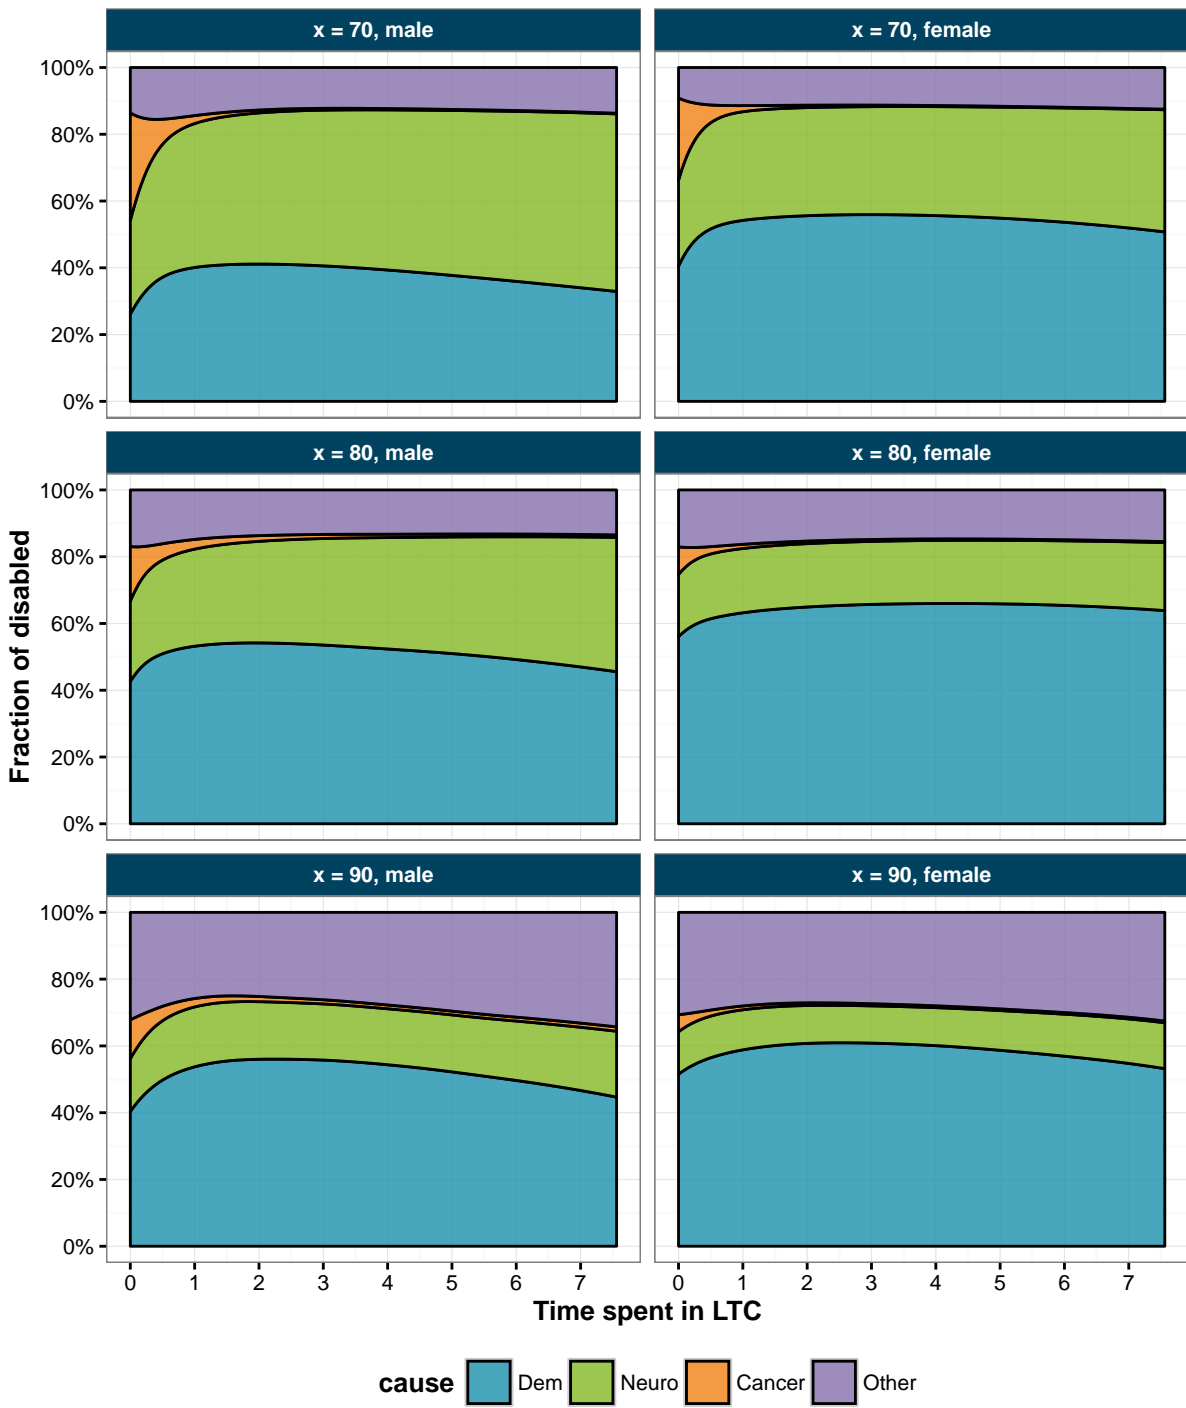 x = 70, male
x = 70, female
100%
80%
60%
40%
20%
0%
x = 80, male
x = 80, female
100%
80%
60%
40%
20%
0%
Fraction of disabled
x = 90, male
x = 90, female
100%
80%
60%
40%
20%
0%
0 1 2 3 4 5 6 7
0 1 2 3 4 5 6 7
Time spent in LTC
cause Dem Neuro Cancer Other